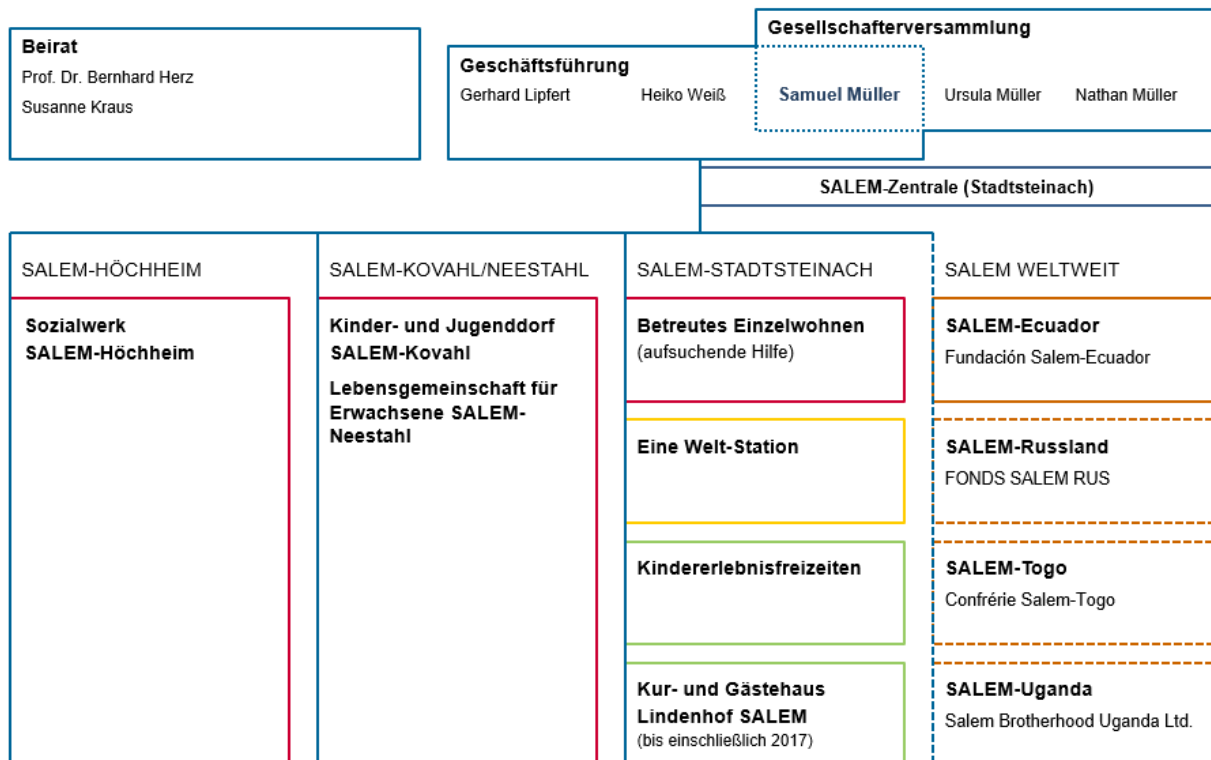 Beirat
Prof. Dr. Bernhard Herz
Susanne Kraus
Geschäftsführung
Gerhard Lipfert
Heiko Weiß
Gesellschafterversammlung
Samuel Müller
Ursula Müller
Nathan Müller
SALEM-Zentrale (Stadtsteinach)
SALEM-HÖCHHEIM
Sozialwerk
SALEM-Höchheim
SALEM-KOVAHL/NEESTAHL
Kinder- und Jugenddorf
SALEM-Kovahl
Lebensgemeinschaft für
Erwachsene SALEM-
Neestahl
SALEM-STADTSTEINACH
Betreutes Einzelwohnen
(aufsuchende Hilfe)
Eine Welt-Station
Kindererlebnisfreizeiten
Kur- und Gästehaus
Lindenhof SALEM
(bis einschließlich 2017)
SALEM WELTWEIT
SALEM-Ecuador
Fundación Salem-Ecuador
SALEM-Russland
FONDS SALEM RUS
SALEM-Togo
Confrérie Salem-Togo
SALEM-Uganda
Salem Brotherhood Uganda Ltd.